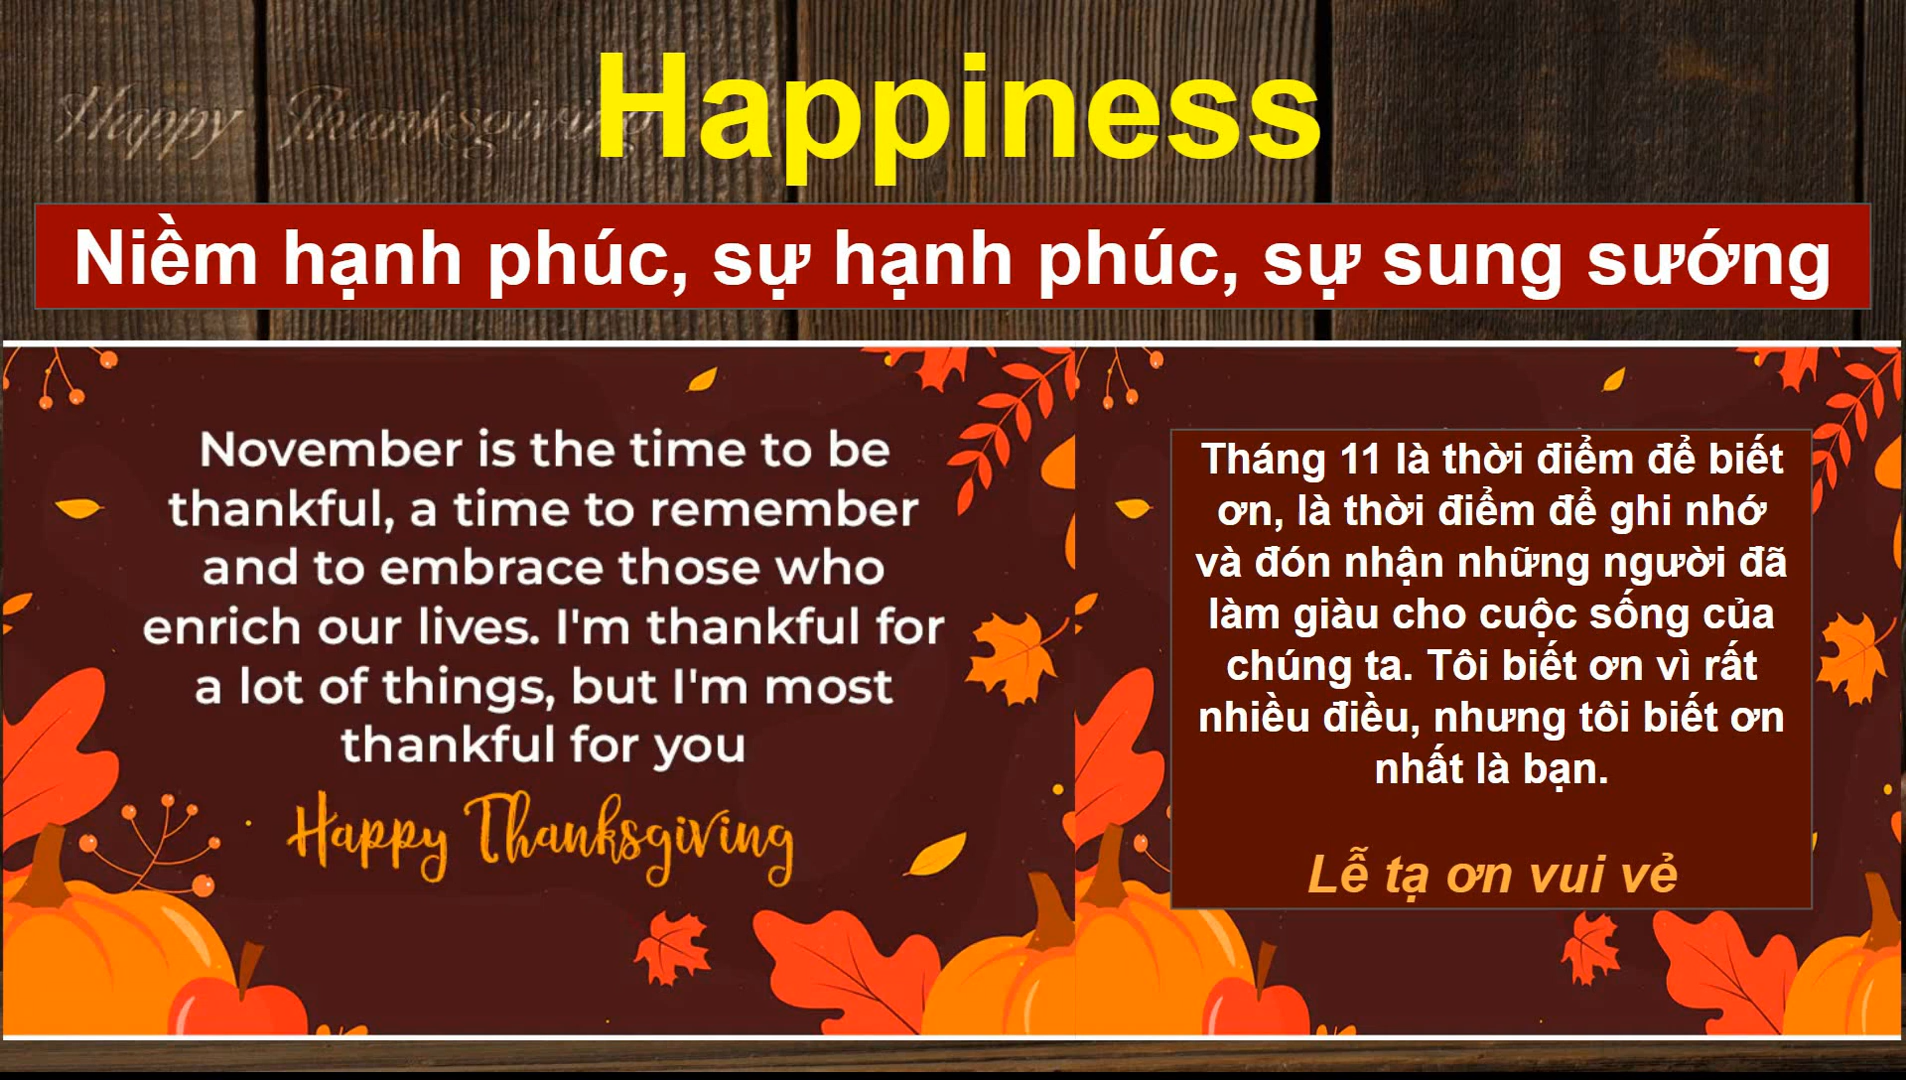 Happy Thanksgiving
Happiness
Niềm hạnh phúc, sự hạnh phúc, sự sung sướng
November is the time to be
thankful, a time to remember
and to embrace those who
enrich our lives. I'm thankful for
a lot of things, but I'm most
thankful for you
Happy Thanksgiving
Tháng 11 là thời điểm để biết
ơn, là thời điểm để ghi nhớ
và đón nhận những người đã
làm giàu cho cuộc sống của
chúng ta. Tôi biết ơn vì rất
nhiều điều, nhưng tôi biết ơn
nhất là bạn.
Lễ tạ ơn vui vẻ